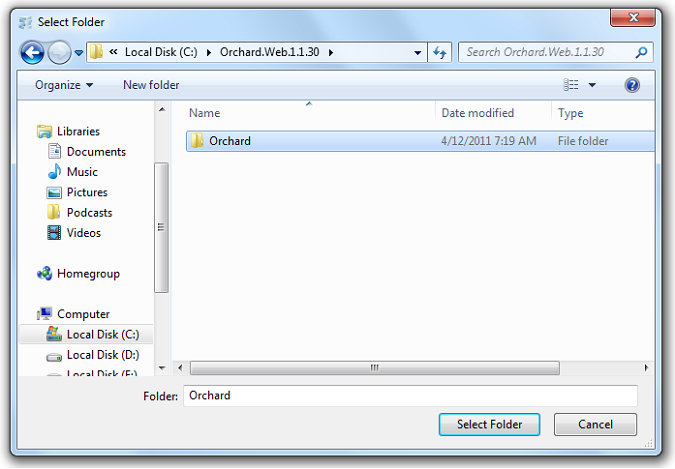 Select Folder
« Local Disk (C:) Orchard.Web.1.1.30 Search Orchard.Web.1.1.30
Organize New folder
Name Date modified Type
Libraries
Documents
Music
Pictures
Podcasts
Videos
Homegroup
Computer
Local Disk (C:)
Local Disk (D:)
Local Disk (E:)
Orchard 4/12/2011 7:19 AM File folder
Folder: Orchard
Select Folder Cancel